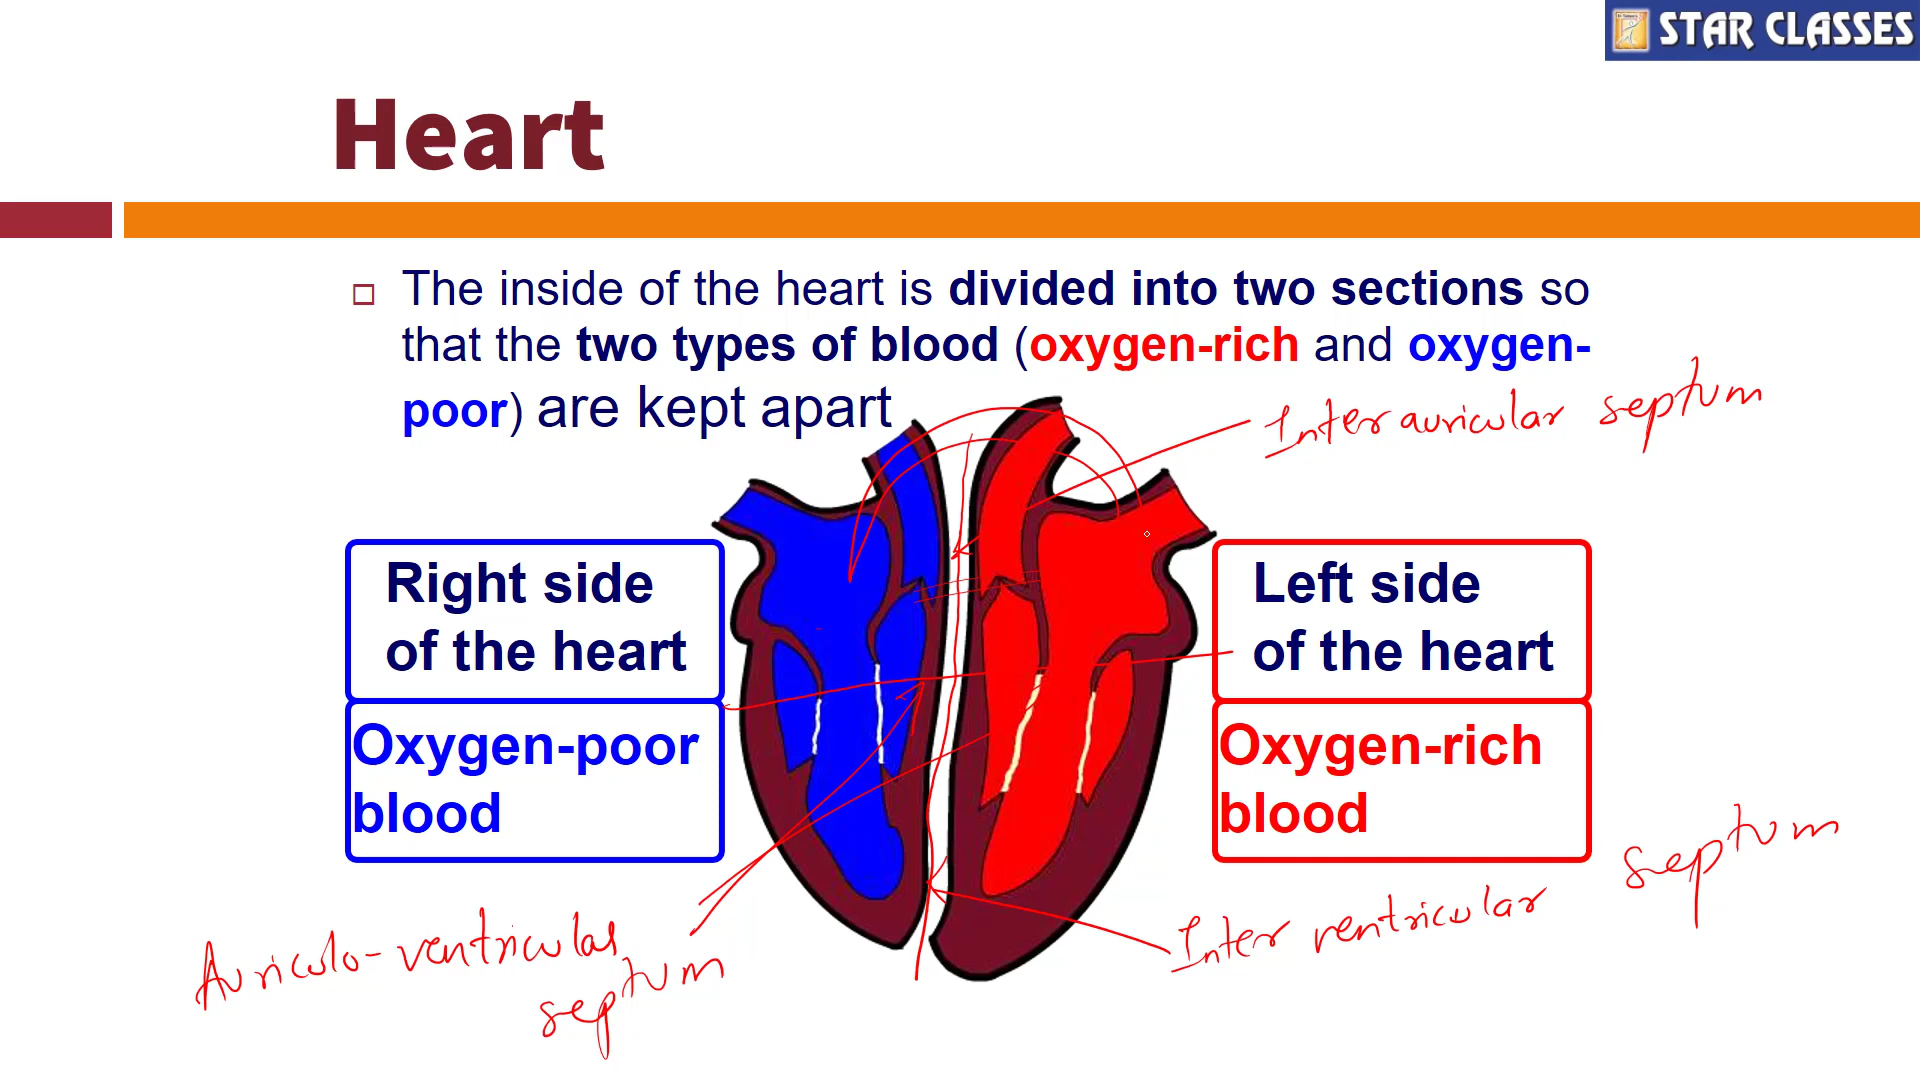 STAR CLASSES
Heart
The inside of the heart is divided into two sections so
that the two types of blood (oxygen-rich and oxygen-
poor) are kept apart
Inter auricular septum
Right side
of the heart
Oxygen-poor
blood
Left side
of the heart
Oxygen-rich
blood
septum
Inter ventricular
Auriculo-ventricular
septum